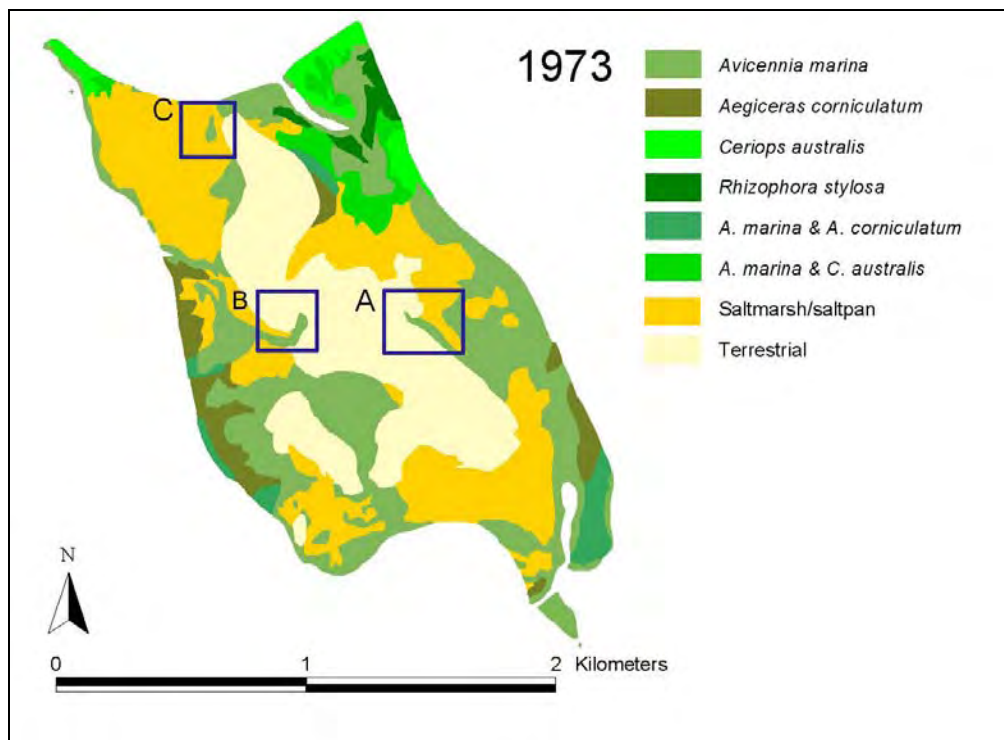 1973
Avicennia marina
Aegiceras corniculatum
Ceriops australis
Rhizophora stylosa
A. marina & A. corniculatum
A. marina & C. australis
Saltmarsh/saltpan
Terrestrial
C
B
A
N
0 1 2 Kilometers